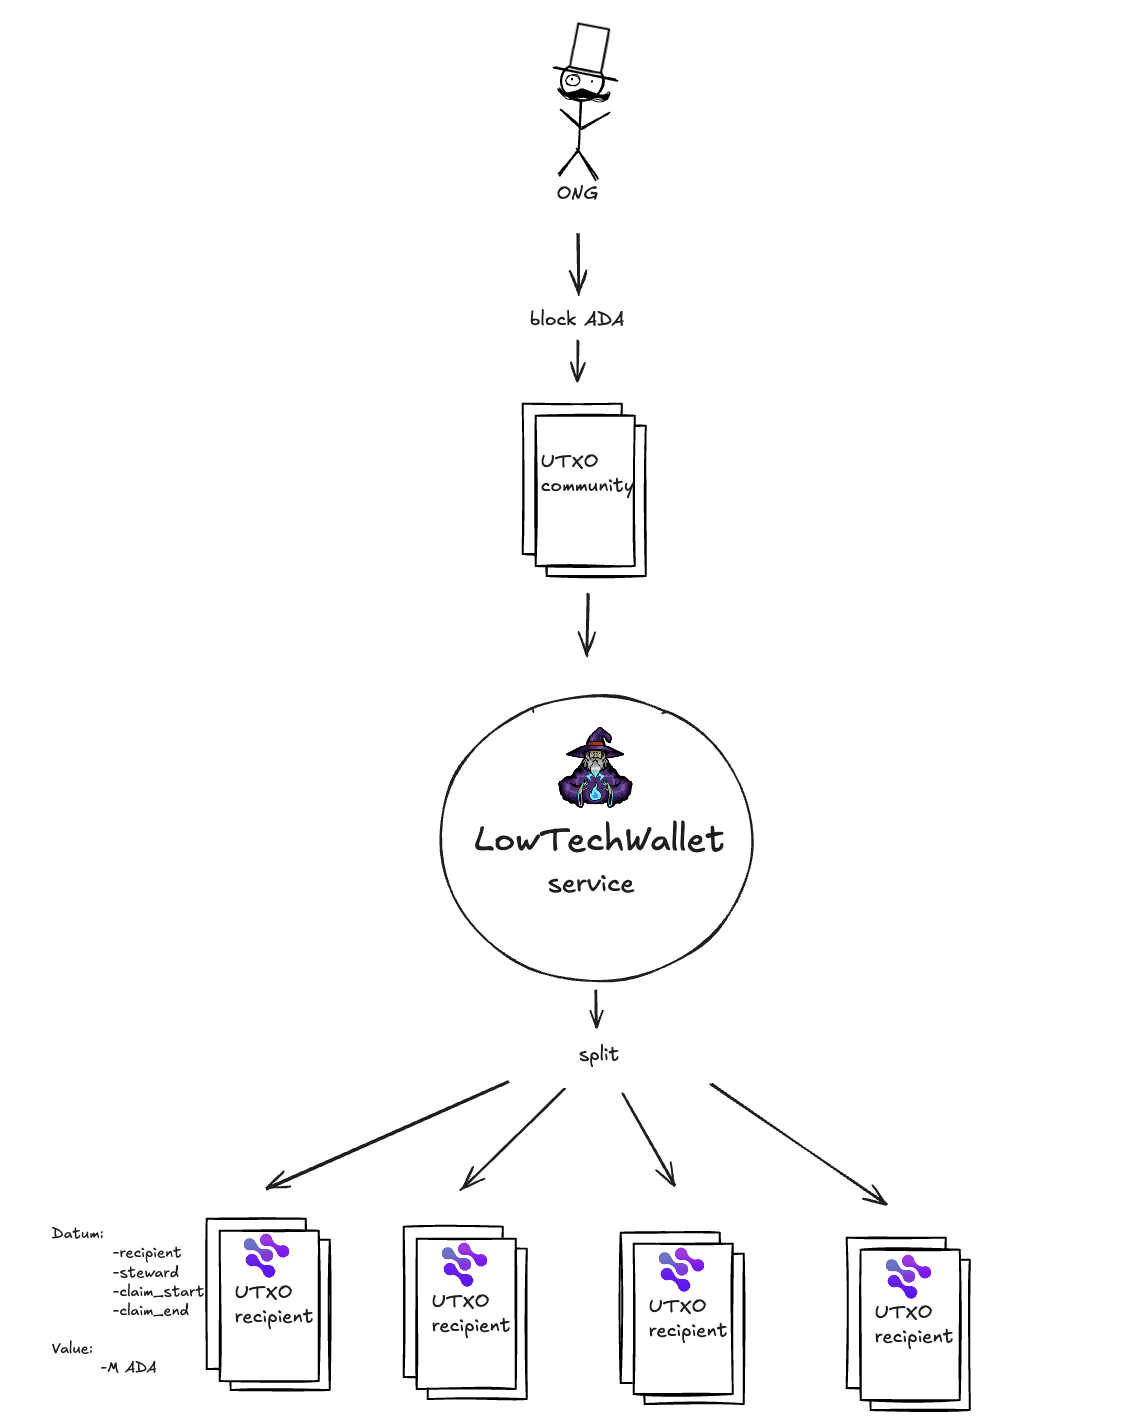 ONG
block ADA
UTXO
community
LowTechWallet
service
split
Datum:
-recipient
-steward
-claim_start
-claim_end
Value:
-M ADA
UTXO
recipient
UTXO
recipient
UTXO
recipient
UTXO
recipient